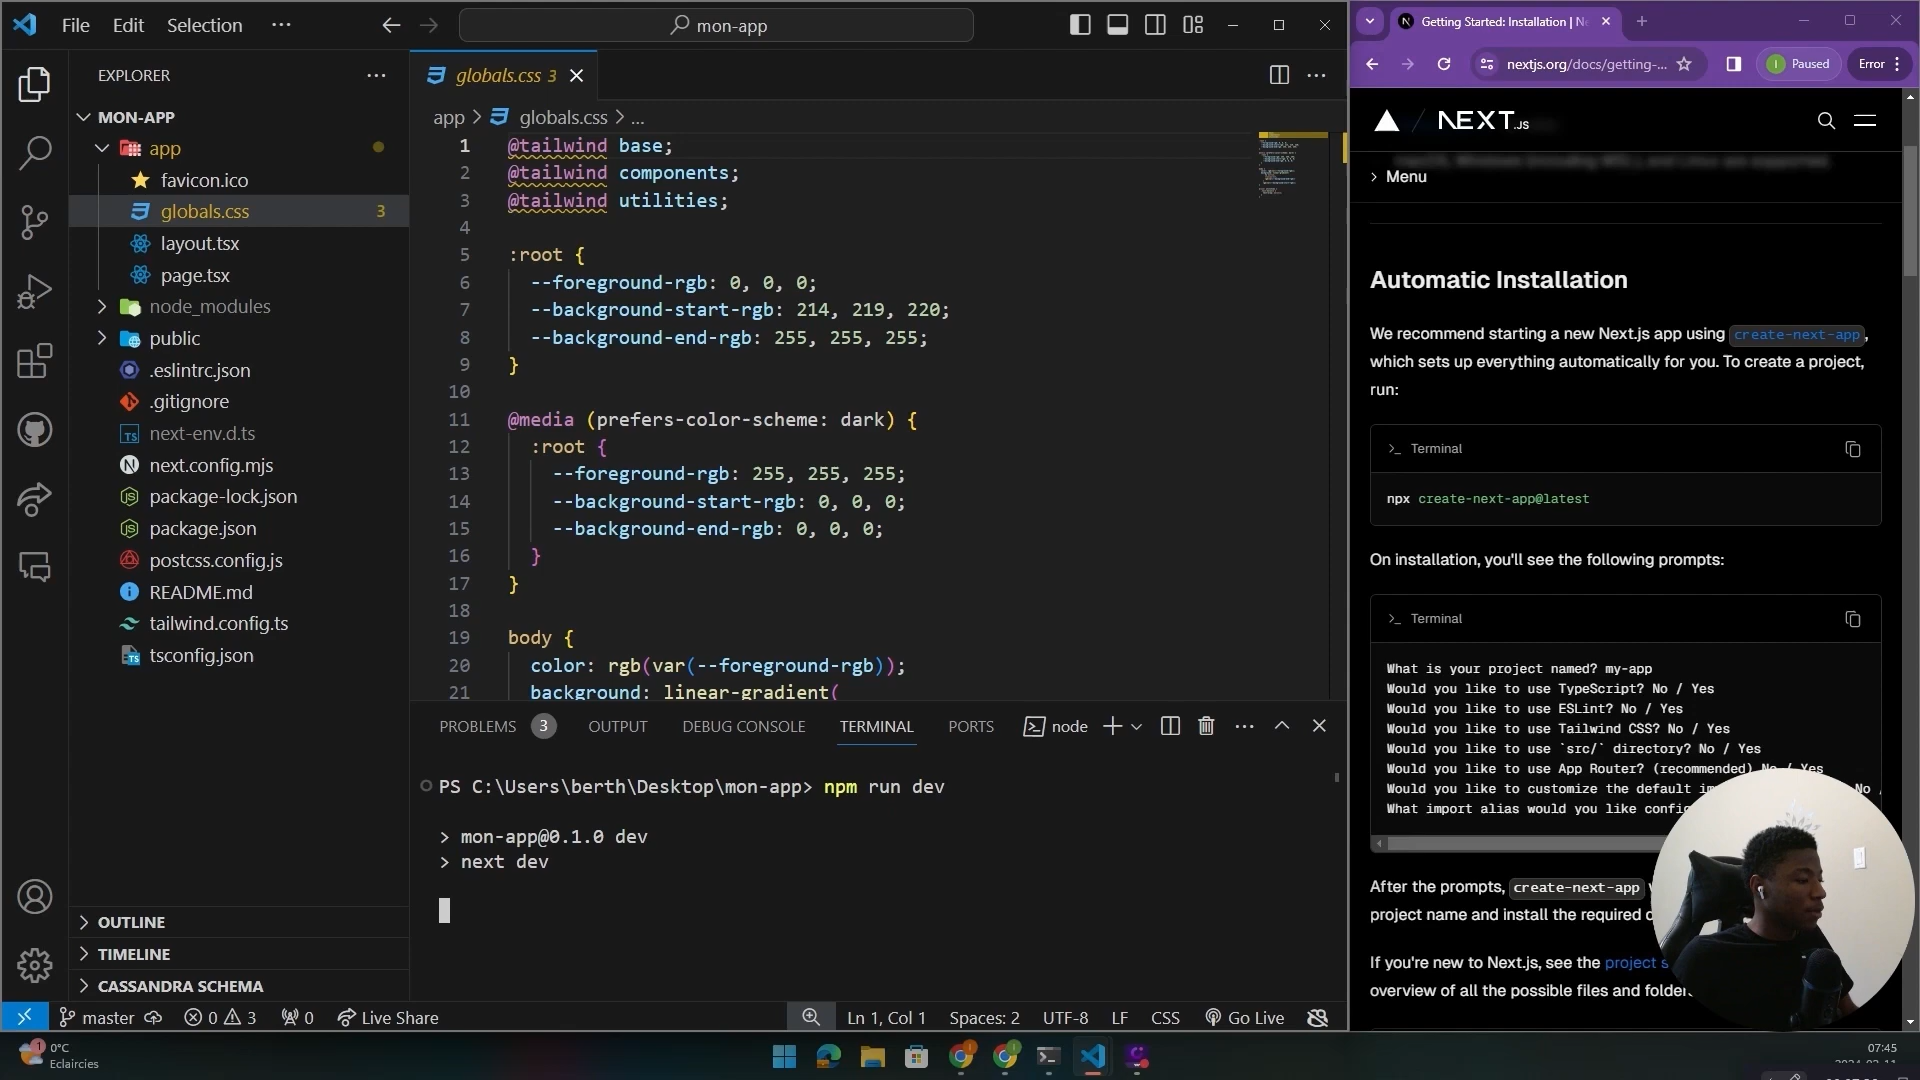 File Edit Selection ···
mon-app
EXPLORER
MON-APP
app
favicon.ico
globals.css 3
layout.tsx
page.tsx
node_modules
public
.eslintrc.json
.gitignore
next-env.d.ts
next.config.mjs
package-lock.json
package.json
postcss.config.js
README.md
tailwind.config.ts
tsconfig.json
OUTLINE
TIMELINE
CASSANDRA SCHEMA
globals.css 3
app > globals.css > ...
1 @tailwind base;
2 @tailwind components;
3 @tailwind utilities;
4
5 :root {
6 --foreground-rgb: 0, 0, 0;
7 --background-start-rgb: 214, 219, 220;
8 --background-end-rgb: 255, 255, 255;
9 }
10
11 @media (prefers-color-scheme: dark) {
12 :root {
13 --foreground-rgb: 255, 255, 255;
14 --background-start-rgb: 0, 0, 0;
15 --background-end-rgb: 0, 0, 0;
16 }
17 }
18
19 body {
20 color: rgb(var(--foreground-rgb));
21 background: linear-gradient(
PROBLEMS 3 OUTPUT DEBUG CONSOLE TERMINAL PORTS node
PS C:\Users\berth\Desktop\mon-app> npm run dev
> mon-app@0.1.0 dev
> next dev
master 0 3 0 Live Share Ln 1, Col 1 Spaces: 2 UTF-8 LF CSS Go Live
Getting Started: Installation | Ne
nextjs.org/docs/getting-... Paused Error
NEXT.JS
macOS, Windows (including WSL), and Linux are supported.
Menu
Automatic Installation
We recommend starting a new Next.js app using create-next-app,
which sets up everything automatically for you. To create a project,
run:
Terminal
npx create-next-app@latest
On installation, you'll see the following prompts:
Terminal
What is your project named? my-app
Would you like to use TypeScript? No / Yes
Would you like to use ESLint? No / Yes
Would you like to use Tailwind CSS? No / Yes
Would you like to use `src/` directory? No / Yes
Would you like to use App Router? (recommended) No / Yes
Would you like to customize the default im No /
What import alias would you like config
After the prompts, create-next-app
project name and install the required d
If you're new to Next.js, see the project s
overview of all the possible files and folders
1
0°C
Eclaircies
07:45